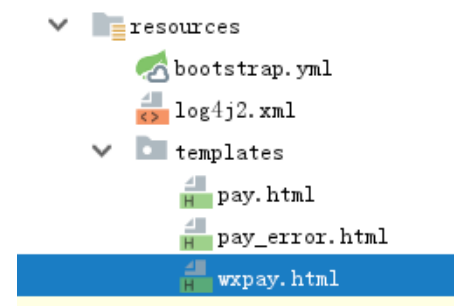 resources
bootstrap.yml
log4j2.xml
templates
H pay.html
H pay_error.html
H wxpay.html